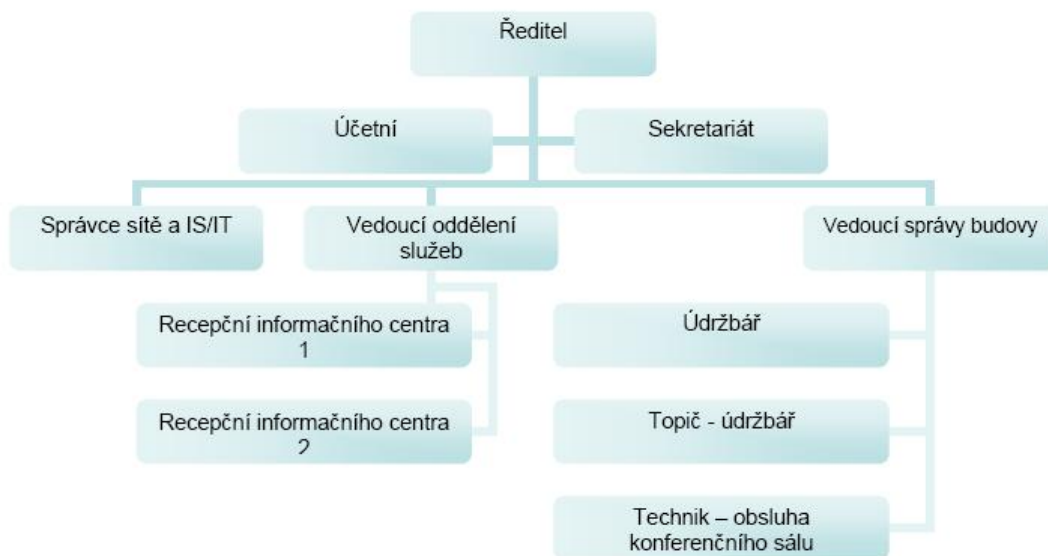 Ředitel
Účetní
Sekretariát
Správce sítě a IS/IT
Vedoucí oddělení
služeb
Vedoucí správy budovy
Recepční informačního centra
1
Údržbář
Recepční informačního centra
2
Topič - údržbář
Technik – obsluha
konferenčního sálu